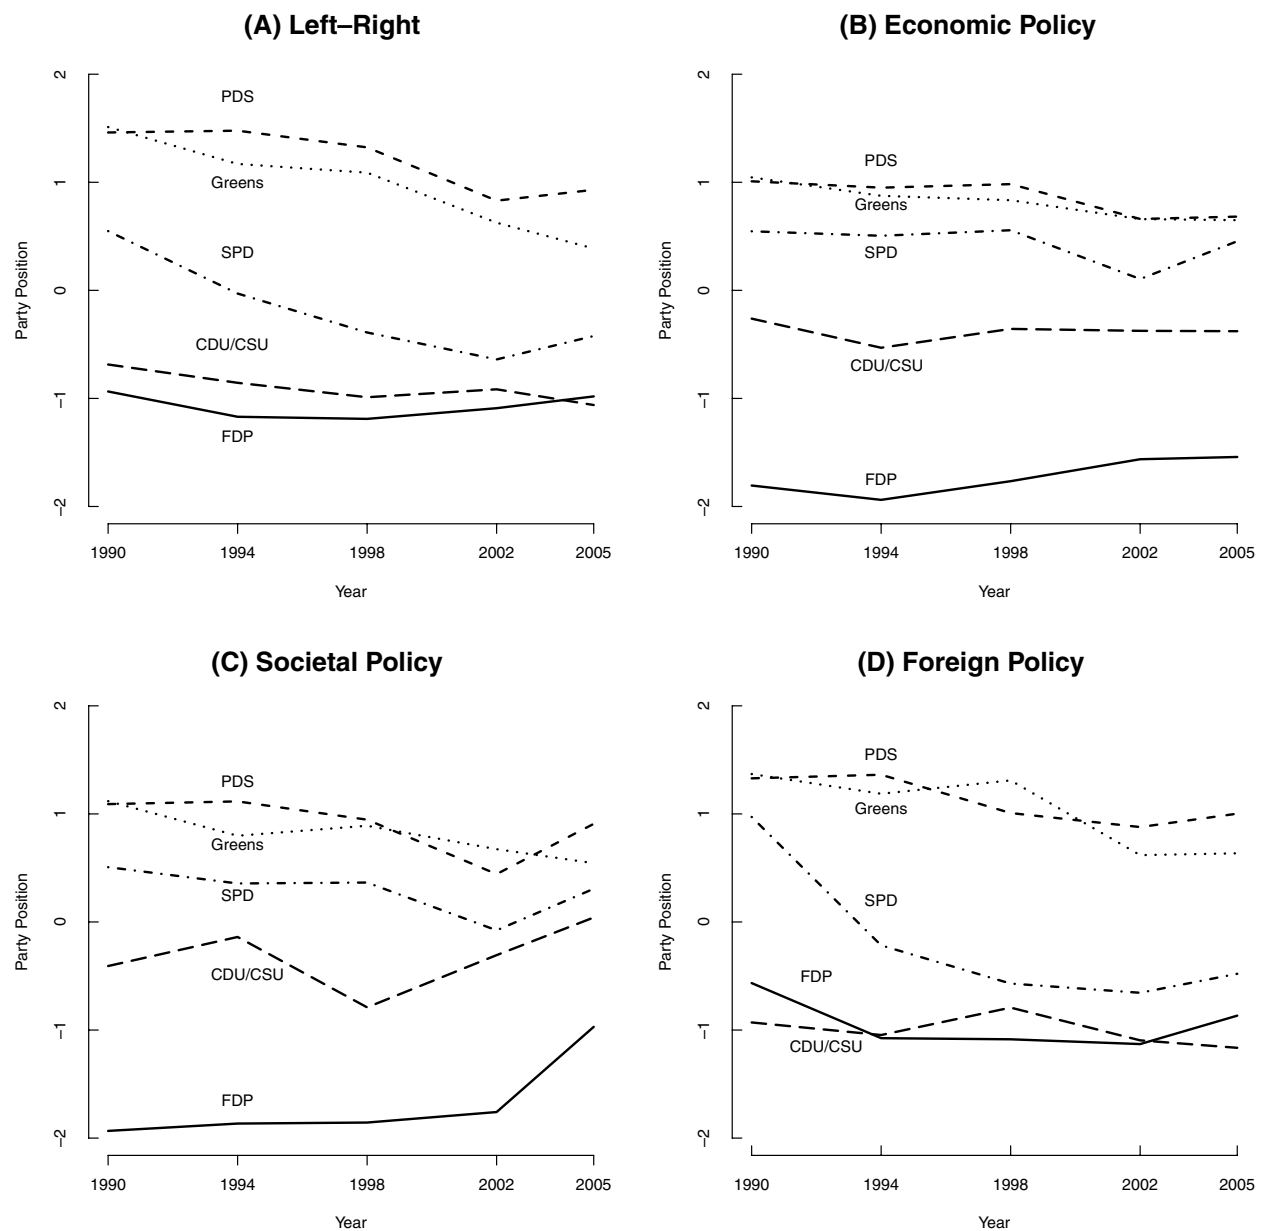 (A) Left–Right
Party Position
2
1
0
−1
−2
PDS
Greens
SPD
CDU/CSU
FDP
1990 1994 1998 2002 2005
Year
(B) Economic Policy
Party Position
2
1
0
−1
−2
PDS
Greens
SPD
CDU/CSU
FDP
1990 1994 1998 2002 2005
Year
(C) Societal Policy
Party Position
2
1
0
−1
−2
PDS
Greens
SPD
CDU/CSU
FDP
1990 1994 1998 2002 2005
Year
(D) Foreign Policy
Party Position
2
1
0
−1
−2
PDS
Greens
SPD
FDP
CDU/CSU
1990 1994 1998 2002 2005
Year